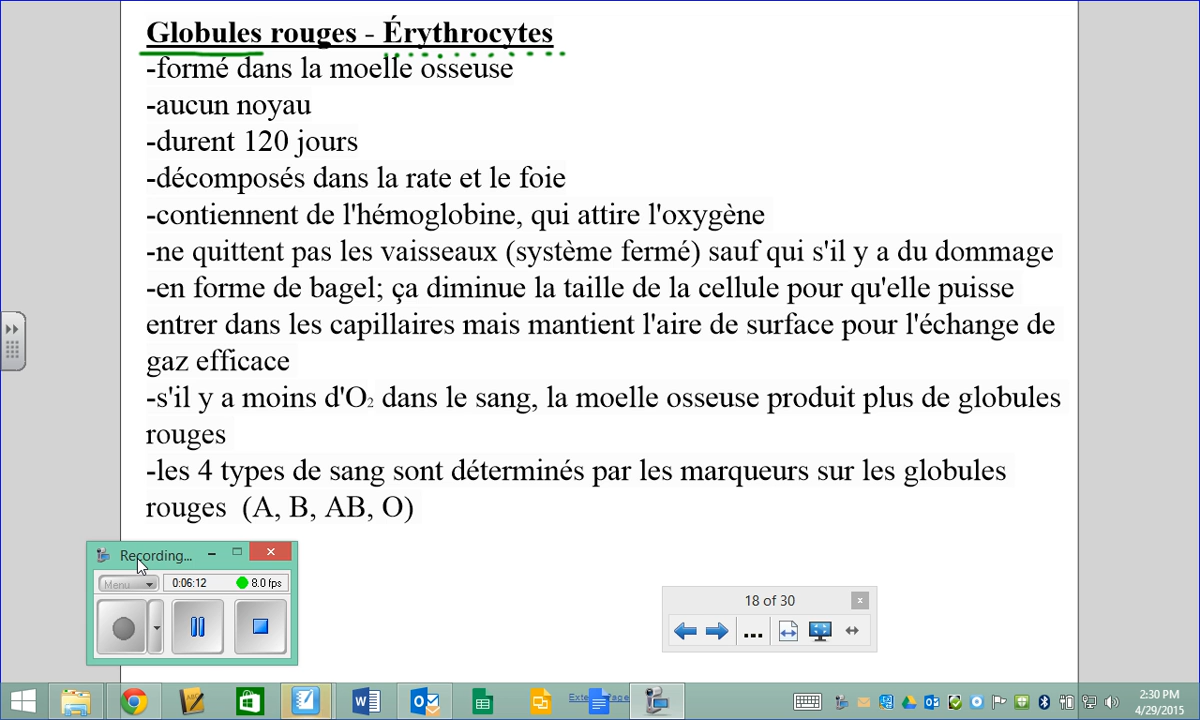 Globules rouges - Érythrocytes
-formé dans la moelle osseuse
-aucun noyau
-durent 120 jours
-décomposés dans la rate et le foie
-contiennent de l'hémoglobine, qui attire l'oxygène
-ne quittent pas les vaisseaux (système fermé) sauf qui s'il y a du dommage
-en forme de bagel; ça diminue la taille de la cellule pour qu'elle puisse
entrer dans les capillaires mais mantient l'aire de surface pour l'échange de
gaz efficace
-s'il y a moins d'O₂ dans le sang, la moelle osseuse produit plus de globules
rouges
-les 4 types de sang sont déterminés par les marqueurs sur les globules
rouges (A, B, AB, O)
Recording...
Menu 0:06:12 8.0 fps
18 of 30
2:30 PM
4/29/2015